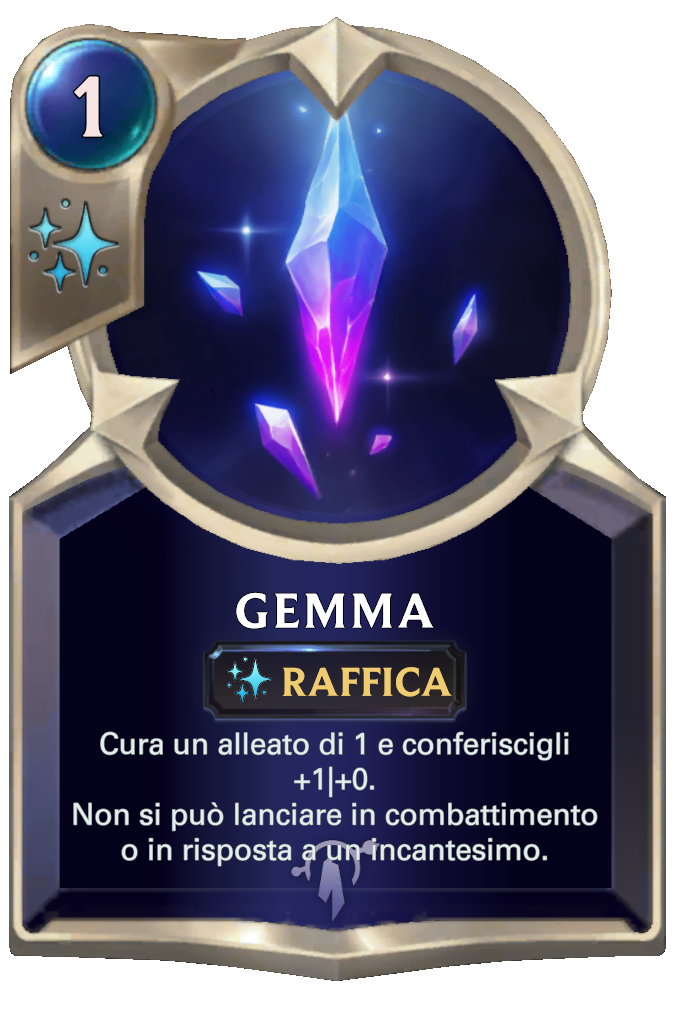 1
GEMMA
RAFFICA
Cura un alleato di 1 e conferiscigli
+1|+0.
Non si può lanciare in combattimento
o in risposta a un incantesimo.